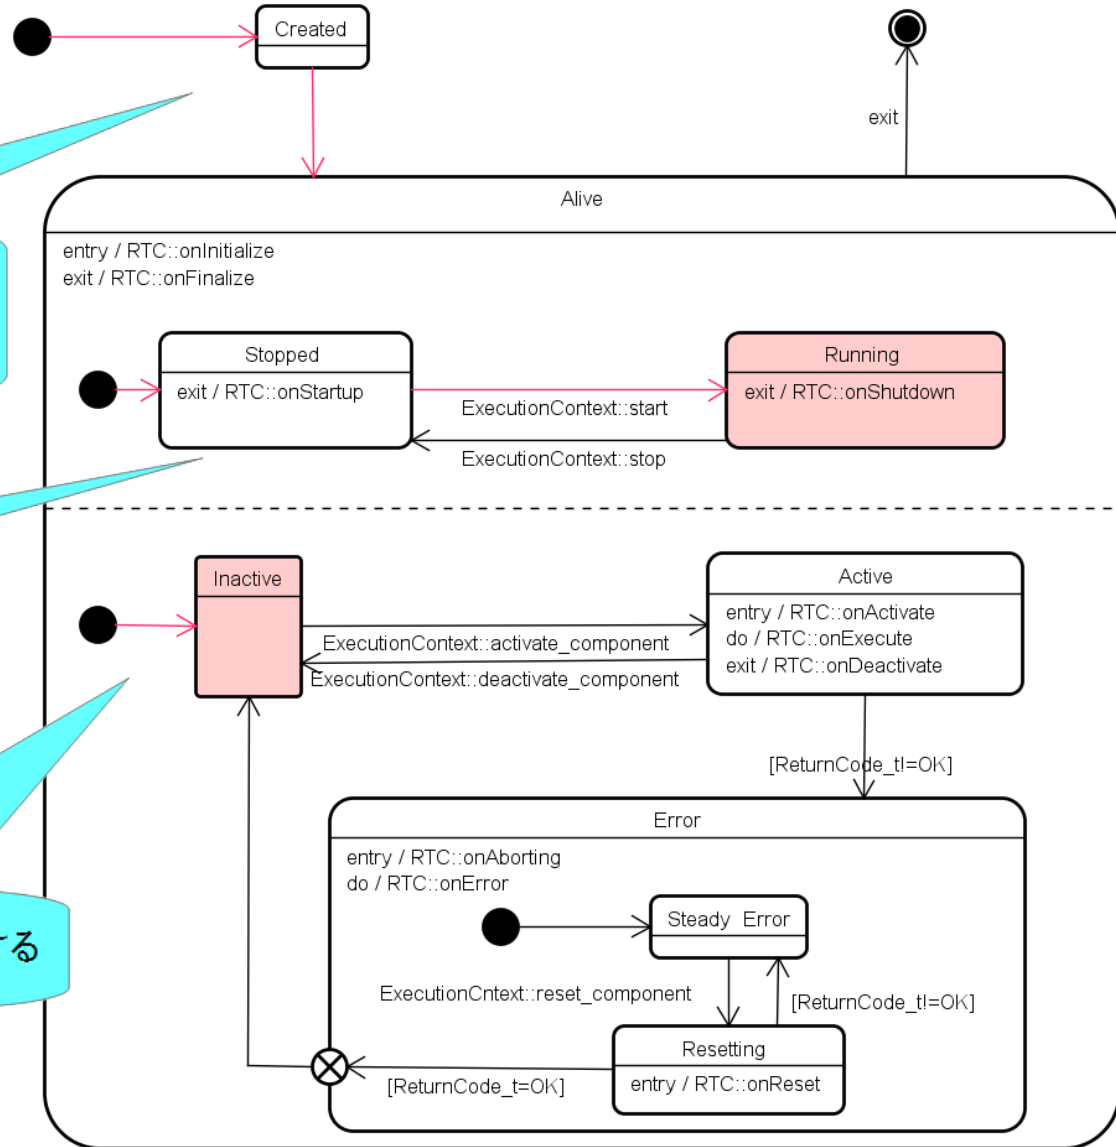 Created
exit
Alive
entry / RTC::onInitialize
exit / RTC::onFinalize
Stopped
exit / RTC::onStartup
Running
exit / RTC::onShutdown
ExecutionContext::start
ExecutionContext::stop
Inactive
Active
entry / RTC::onActivate
do / RTC::onExecute
exit / RTC::onDeactivate
ExecutionContext::activate_component
ExecutionContext::deactivate_component
[ReturnCode_t!=OK]
Error
entry / RTC::onAborting
do / RTC::onError
Steady Error
ExecutionCntext::reset_component
[ReturnCode_t!=OK]
Resetting
entry / RTC::onReset
[ReturnCode_t=OK]
る